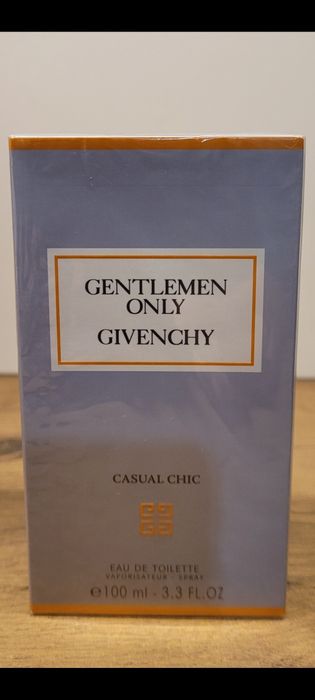 GENTLEMEN
ONLY
GIVENCHY
CASUAL CHIC
EAU DE TOILETTE
VAPORISATEUR - SPRAY
℮100 ml - 3.3 FL.OZ